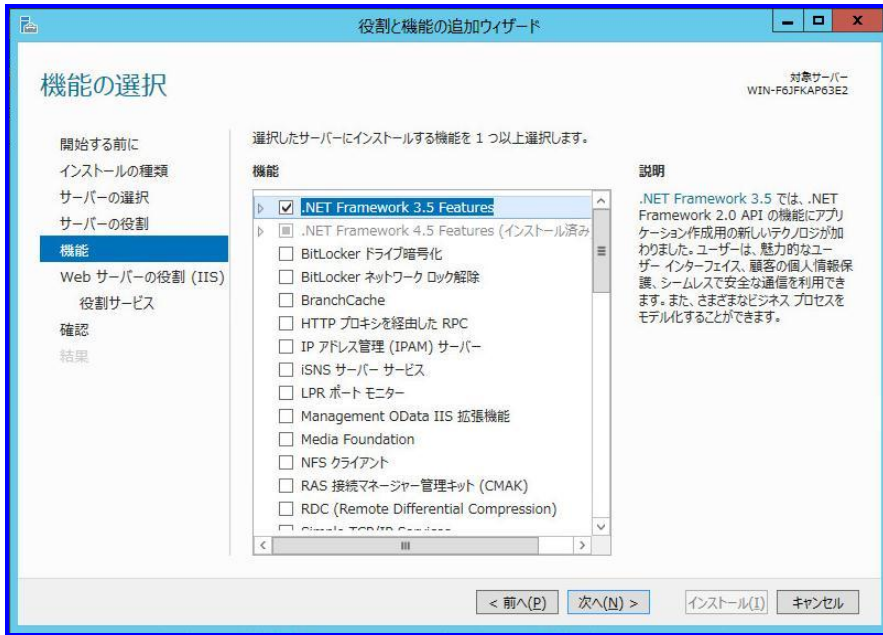 役割と機能の追加ウィザード
機能の選択
対象サーバー
WIN-F6JFKAP63E2
開始する前に
インストールの種類
サーバーの選択
サーバーの役割
機能
Web サーバーの役割 (IIS)
役割サービス
確認
結果
選択したサーバーにインストールする機能を 1 つ以上選択します。
機能
.NET Framework 3.5 Features
.NET Framework 4.5 Features (インストール済み
BitLocker ドライブ暗号化
BitLocker ネットワーク ロック解除
BranchCache
HTTP プロキシを経由した RPC
IP アドレス管理 (IPAM) サーバー
iSNS サーバー サービス
LPR ポート モニター
Management OData IIS 拡張機能
Media Foundation
NFS クライアント
RAS 接続マネージャー管理キット (CMAK)
RDC (Remote Differential Compression)
Simple TCP/IP Services
説明
.NET Framework 3.5 では、.NET
Framework 2.0 API の機能にアプリ
ケーション作成用の新しいテクノロジが加
わりました。ユーザーは、魅力的なユー
ザー インターフェイス、顧客の個人情報保
護、シームレスで安全な通信を利用でき
ます。また、さまざまなビジネス プロセスを
モデル化することができます。
< 前へ(P)
次へ(N) >
インストール(I)
キャンセル